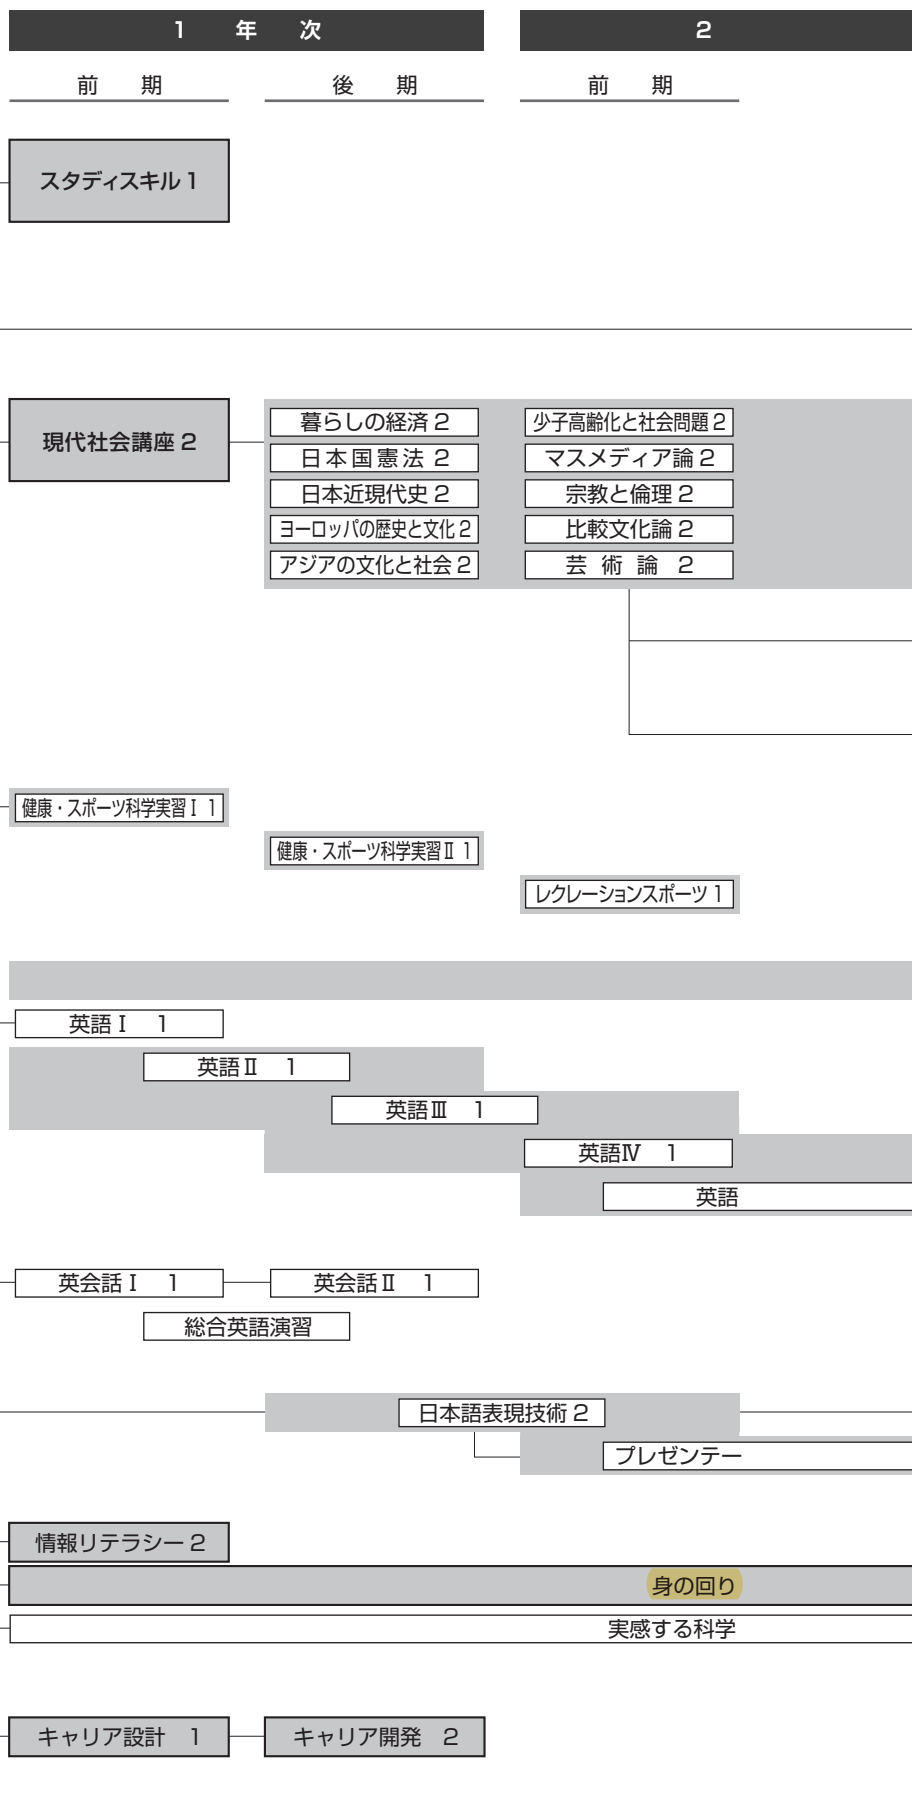 1 年 次
2
前 期
後 期
前 期
スタディスキル 1
現代社会講座 2
暮らしの経済 2
少子高齢化と社会問題 2
日本国憲法 2
マスメディア論 2
日本近現代史 2
宗教と倫理 2
ヨーロッパの歴史と文化 2
比較文化論 2
アジアの文化と社会 2
芸術論 2
健康・スポーツ科学実習Ⅰ 1
健康・スポーツ科学実習Ⅱ 1
レクレーションスポーツ 1
英語Ⅰ 1
英語Ⅱ 1
英語Ⅲ 1
英語Ⅳ 1
英語
英会話Ⅰ 1
英会話Ⅱ 1
総合英語演習
日本語表現技術 2
プレゼンテー
情報リテラシー 2
身の回り
実感する科学
キャリア設計 1
キャリア開発 2